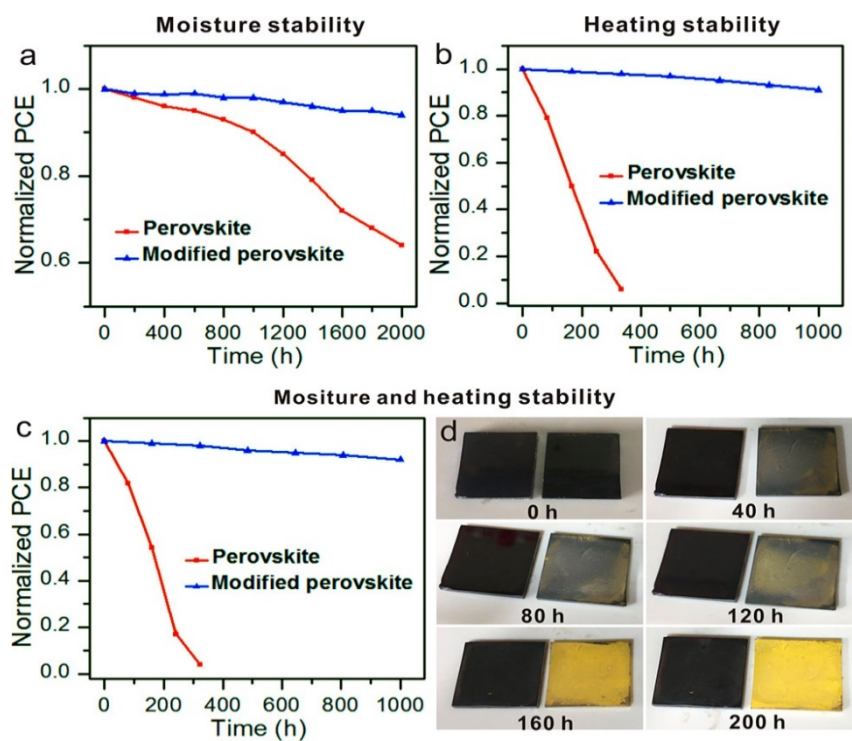 Moisture stability
Heating stability
a
b
Normalized PCE
1.0
0.8
0.6
Perovskite
Modified perovskite
0 400 800 1200 1600 2000
Time (h)
Normalized PCE
1.0
0.8
0.6
0.4
0.2
0.0
Perovskite
Modified perovskite
0 200 400 600 800 1000
Time (h)
Mositure and heating stability
c
Normalized PCE
1.0
0.8
0.6
0.4
0.2
0.0
Perovskite
Modified perovskite
0 200 400 600 800 1000
Time (h)
d
0 h
40 h
80 h
120 h
160 h
200 h